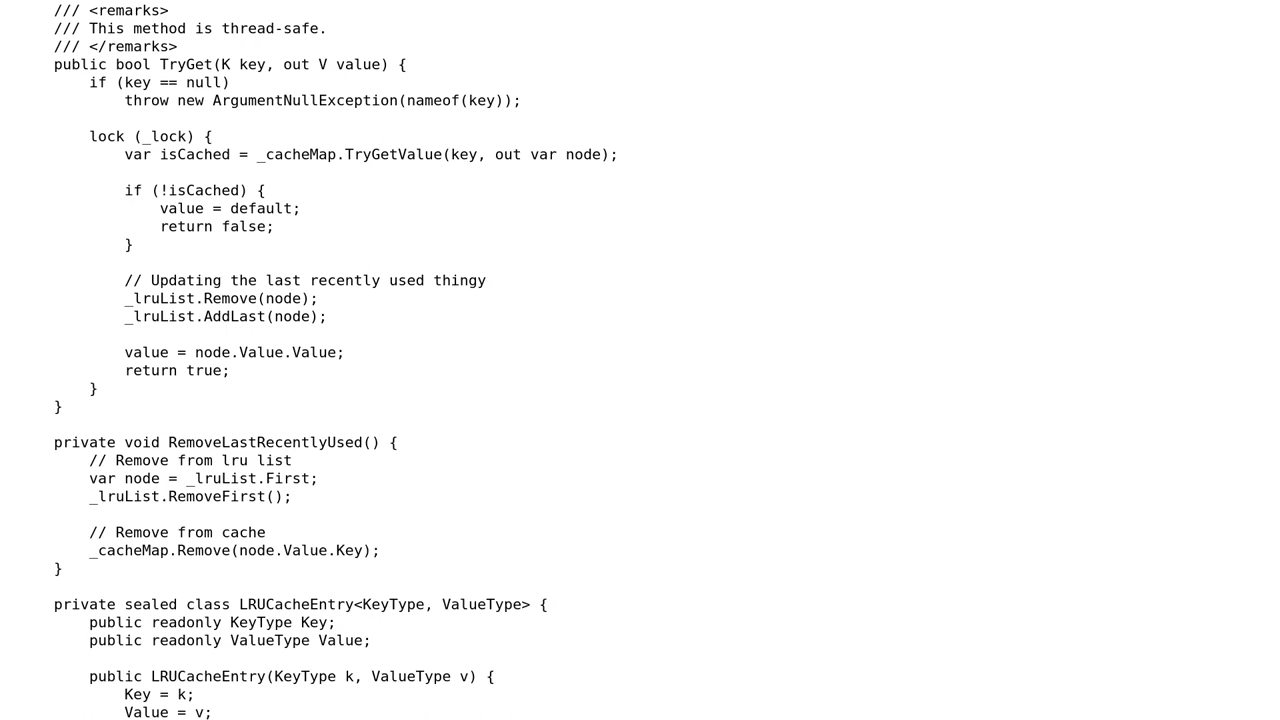 /// <remarks>
/// This method is thread-safe.
/// </remarks>
public bool TryGet(K key, out V value) {
    if (key == null)
        throw new ArgumentNullException(nameof(key));

    lock (_lock) {
        var isCached = _cacheMap.TryGetValue(key, out var node);

        if (!isCached) {
            value = default;
            return false;
        }

        // Updating the last recently used thingy
        _lruList.Remove(node);
        _lruList.AddLast(node);

        value = node.Value.Value;
        return true;
    }
}

private void RemoveLastRecentlyUsed() {
    // Remove from lru list
    var node = _lruList.First;
    _lruList.RemoveFirst();

    // Remove from cache
    _cacheMap.Remove(node.Value.Key);
}

private sealed class LRUCacheEntry<KeyType, ValueType> {
    public readonly KeyType Key;
    public readonly ValueType Value;

    public LRUCacheEntry(KeyType k, ValueType v) {
        Key = k;
        Value = v;